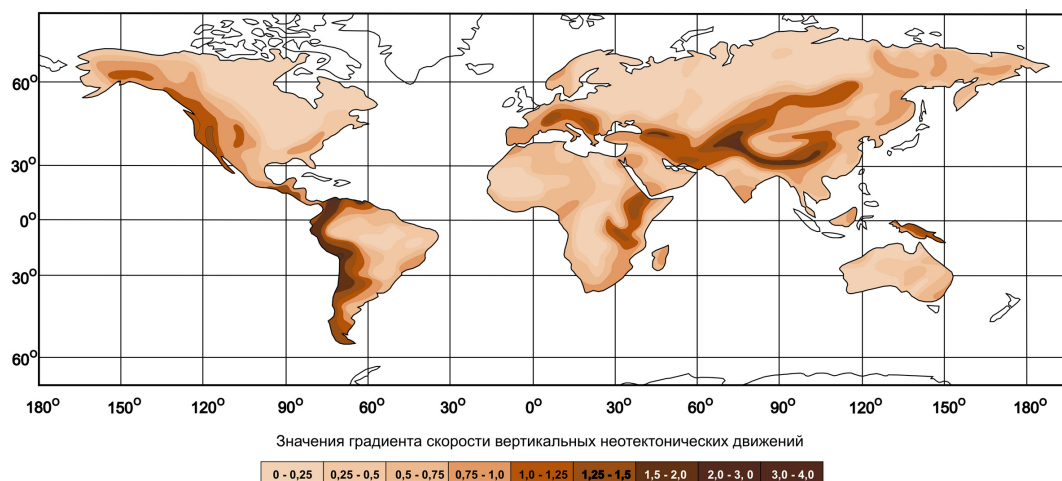 60°
30°
0°
30°
60°
180° 150° 120° 90° 60° 30° 0° 30° 60° 90° 120° 150° 180°
Значения градиента скорости вертикальных неотектонических движений
0 - 0,25 0,25 - 0,5 0,5 - 0,75 0,75 - 1,0 1,0 - 1,25 1,25 - 1,5 1,5 - 2,0 2,0 - 3, 0 3,0 - 4,0